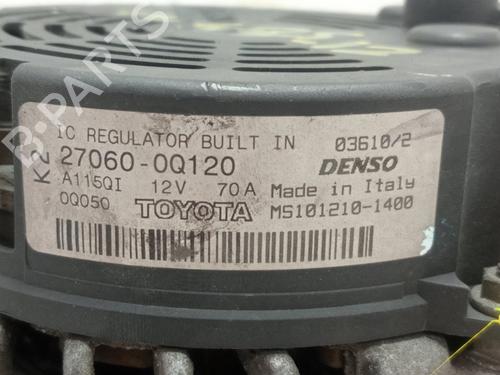 B-PARTS
IC REGULATOR BUILT IN 03610/2
K2 27060-0Q120 DENSO
A115QI 12V 70A Made in Italy
0Q050 TOYOTA MS101210-1400